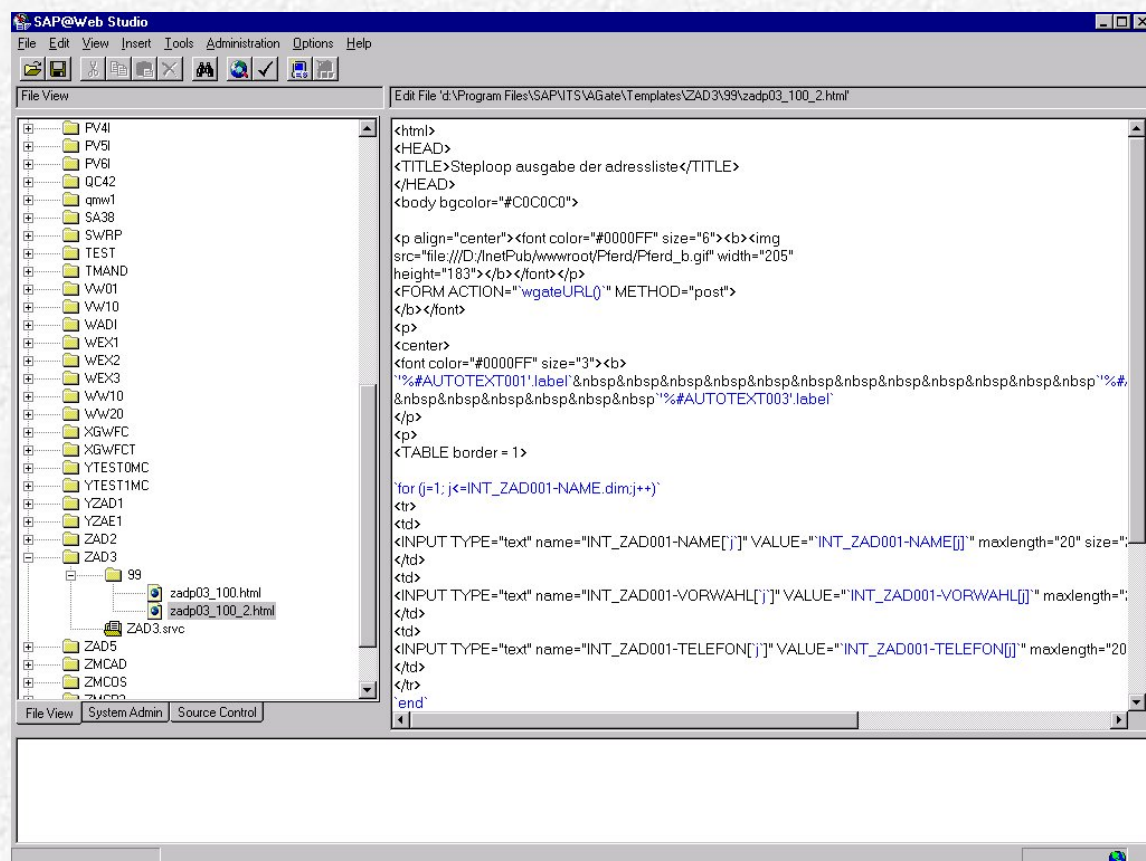 SAP@Web Studio
File Edit View Insert Tools Administration Options Help
File View
Edit File 'd:\Program Files\SAP\ITS\AGate\Templates\ZAD3\99\zadp03_100_2.html'
PV4I
PV5I
PV6I
QC42
qmw1
SA38
SWRP
TEST
TMAND
VW01
VW10
WADI
WEX1
WEX2
WEX3
WW10
WW20
XGWFC
XGWFCT
YTEST0MC
YTEST1MC
YZAD1
YZAE1
ZAD2
ZAD3
99
zadp03_100.html
zadp03_100_2.html
ZAD3.srvc
ZAD5
ZMCAD
ZMCOS
File View System Admin Source Control
<html>
<HEAD>
<TITLE>Steploop ausgabe der adressliste</TITLE>
</HEAD>
<body bgcolor="#C0C0C0">
<p align="center"><font color="#0000FF" size="6"><b><img
src="file:///D:/InetPub/wwwroot/Pferd/Pferd_b.gif" width="205"
height="183"></b></font></p>
<FORM ACTION="`wgateURL()`" METHOD="post">
</b></font>
<p>
<center>
<font color="#0000FF" size="3"><b>
`'%#AUTOTEXT001'.label`&nbsp&nbsp&nbsp&nbsp&nbsp&nbsp&nbsp&nbsp&nbsp&nbsp&nbsp&nbsp`'%#
&nbsp&nbsp&nbsp&nbsp&nbsp&nbsp`'%#AUTOTEXT003'.label`
</p>
<p>
<TABLE border = 1>
`for (j=1; j<=INT_ZAD001-NAME.dim;j++)`
<tr>
<td>
<INPUT TYPE="text" name="INT_ZAD001-NAME[`j`]" VALUE="`INT_ZAD001-NAME[j]`" maxlength="20" size="
</td>
<td>
<INPUT TYPE="text" name="INT_ZAD001-VORWAHL[`j`]" VALUE="`INT_ZAD001-VORWAHL[j]`" maxlength="
</td>
<td>
<INPUT TYPE="text" name="INT_ZAD001-TELEFON[`j`]" VALUE="`INT_ZAD001-TELEFON[j]`" maxlength="20
</td>
</tr>
`end`